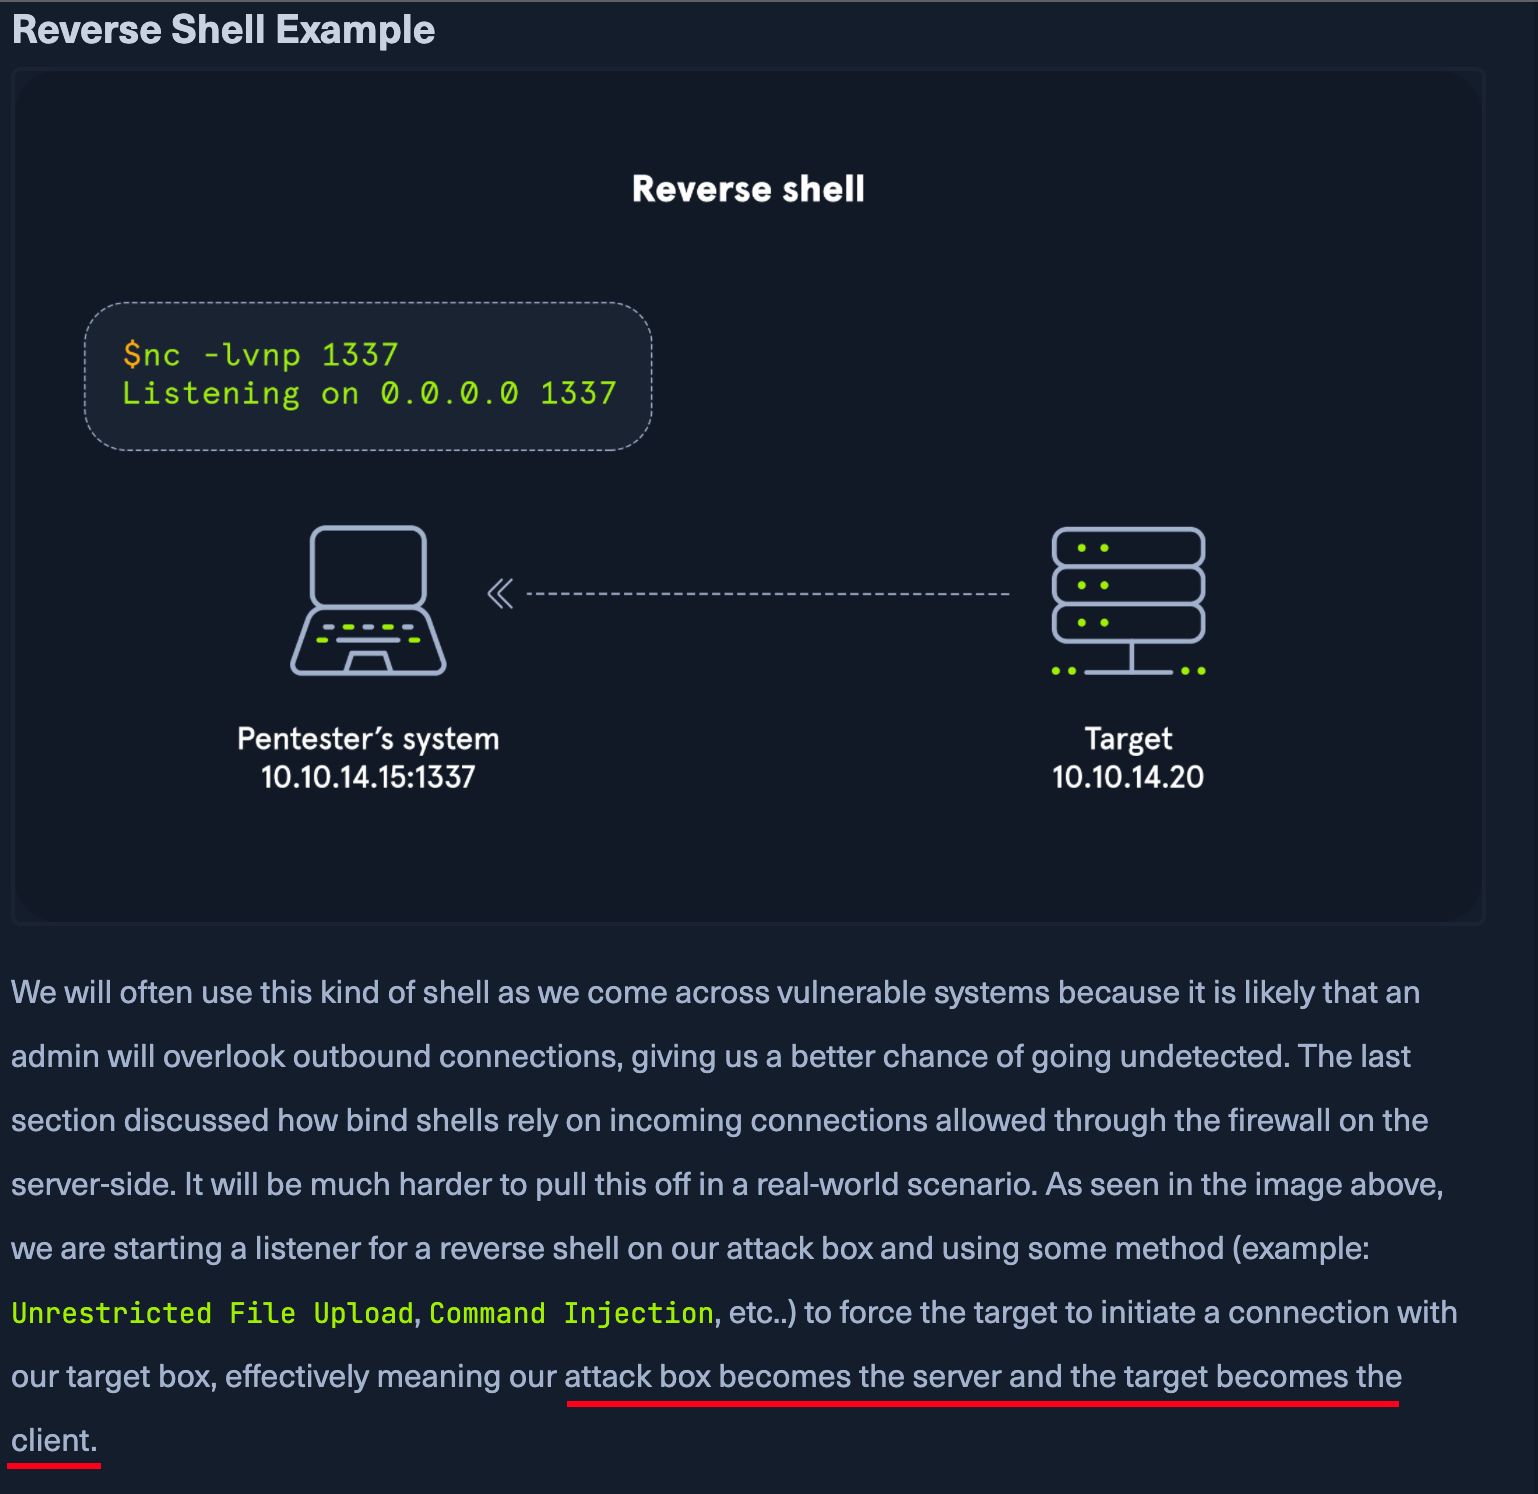 Reverse Shell Example
Reverse shell
$nc -lvnp 1337
Listening on 0.0.0.0 1337
Pentester’s system
10.10.14.15:1337
Target
10.10.14.20
We will often use this kind of shell as we come across vulnerable systems because it is likely that an
admin will overlook outbound connections, giving us a better chance of going undetected. The last
section discussed how bind shells rely on incoming connections allowed through the firewall on the
server-side. It will be much harder to pull this off in a real-world scenario. As seen in the image above,
we are starting a listener for a reverse shell on our attack box and using some method (example:
Unrestricted File Upload, Command Injection, etc..) to force the target to initiate a connection with
our target box, effectively meaning our attack box becomes the server and the target becomes the
client.